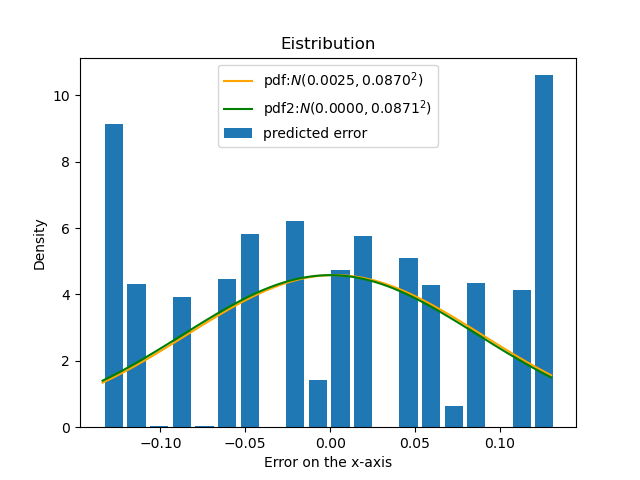 Eistribution
pdf:N(0.0025, 0.0870²)
pdf2:N(0.0000, 0.0871²)
predicted error
Density
10
8
6
4
2
0
−0.10 −0.05 0.00 0.05 0.10
Error on the x-axis